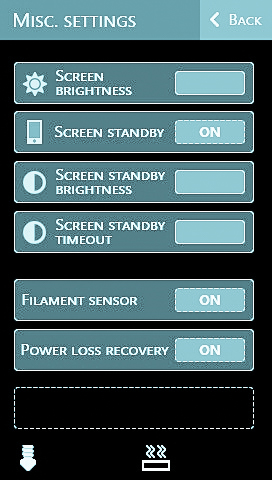 Misc. settings
Back
Screen
brightness
Screen standby
ON
Screen standby
brightness
Screen standby
timeout
Filament sensor
ON
Power loss recovery
ON